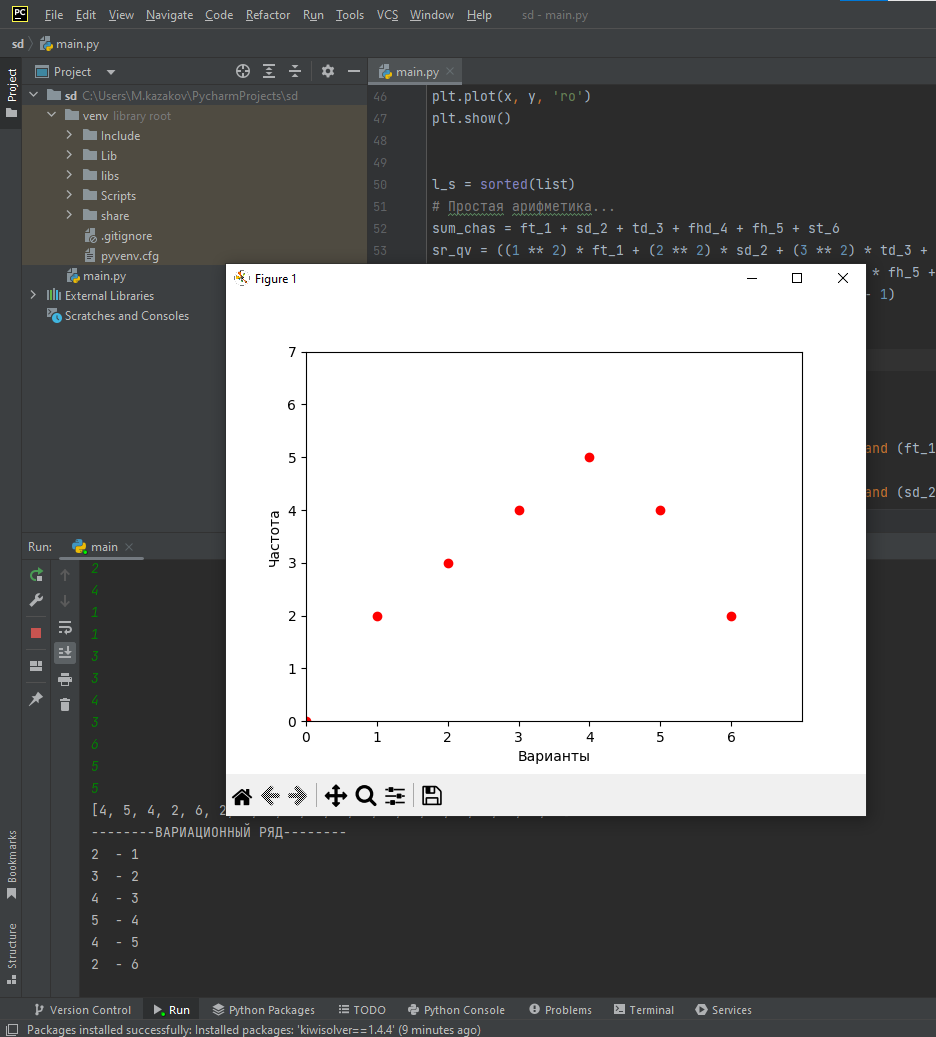 PC File Edit View Navigate Code Refactor Run Tools VCS Window Help sd - main.py
sd main.py
Project main.py
Project
sd C:\Users\M.kazakov\PycharmProjects\sd
venv library root
Include
Lib
libs
Scripts
share
.gitignore
pyvenv.cfg
main.py
External Libraries
Scratches and Consoles
46 plt.plot(x, y, 'ro')
47 plt.show()
48
49
50 l_s = sorted(list)
51 # Простая арифметика...
52 sum_chas = ft_1 + sd_2 + td_3 + fhd_4 + fh_5 + st_6
53 sr_qv = ((1 ** 2) * ft_1 + (2 ** 2) * sd_2 + (3 ** 2) * td_3 +
* fh_5 +
- 1)
and (ft_1
and (sd_2
Figure 1
7
6
5
4
3
2
1
0
Частота
0 1 2 3 4 5 6
Варианты
Run: main
2
4
1
1
3
3
4
3
6
5
5
[4, 5, 4, 2, 6, 2,
--------ВАРИАЦИОННЫЙ РЯД--------
2 - 1
3 - 2
4 - 3
5 - 4
4 - 5
2 - 6
Bookmarks
Structure
Version Control Run Python Packages TODO Python Console Problems Terminal Services
Packages installed successfully: Installed packages: 'kiwisolver==1.4.4' (9 minutes ago)